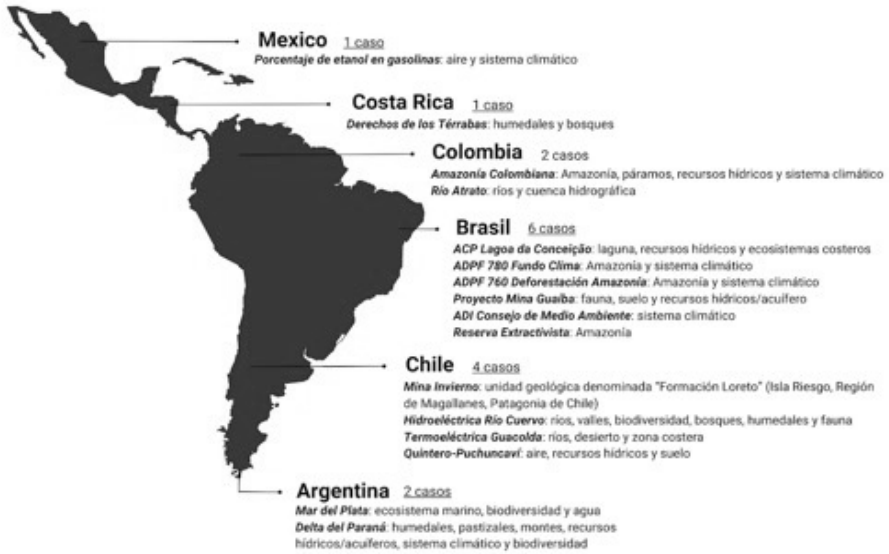 Mexico 1 caso
Porcentaje de etanol en gasolinas: aire y sistema climático
Costa Rica 1 caso
Derechos de los Térrabas: humedales y bosques
Colombia 2 casos
Amazonía Colombiana: Amazonía, páramos, recursos hídricos y sistema climático
Río Atrato: ríos y cuenca hidrográfica
Brasil 6 casos
ACP Lagoa da Conceição: laguna, recursos hídricos y ecosistemas costeros
ADPF 780 Fundo Clima: Amazonía y sistema climático
ADPF 760 Deforestación Amazonía: Amazonía y sistema climático
Proyecto Mina Guaíba: fauna, suelo y recursos hídricos/acuífero
ADI Consejo de Medio Ambiente: sistema climático
Reserva Extractivista: Amazonía
Chile 4 casos
Mina Invierno: unidad geológica denominada "Formación Loreto" (Isla Riesgo, Región
de Magallanes, Patagonia de Chile)
Hidroeléctrica Río Cuervo: ríos, valles, biodiversidad, bosques, humedales y fauna
Termoeléctrica Guacolda: ríos, desierto y zona costera
Quintero-Puchuncaví: aire, recursos hídricos y suelo
Argentina 2 casos
Mar del Plata: ecosistema marino, biodiversidad y agua
Delta del Paraná: humedales, pastizales, montes, recursos
hídricos/acuíferos, sistema climático y biodiversidad